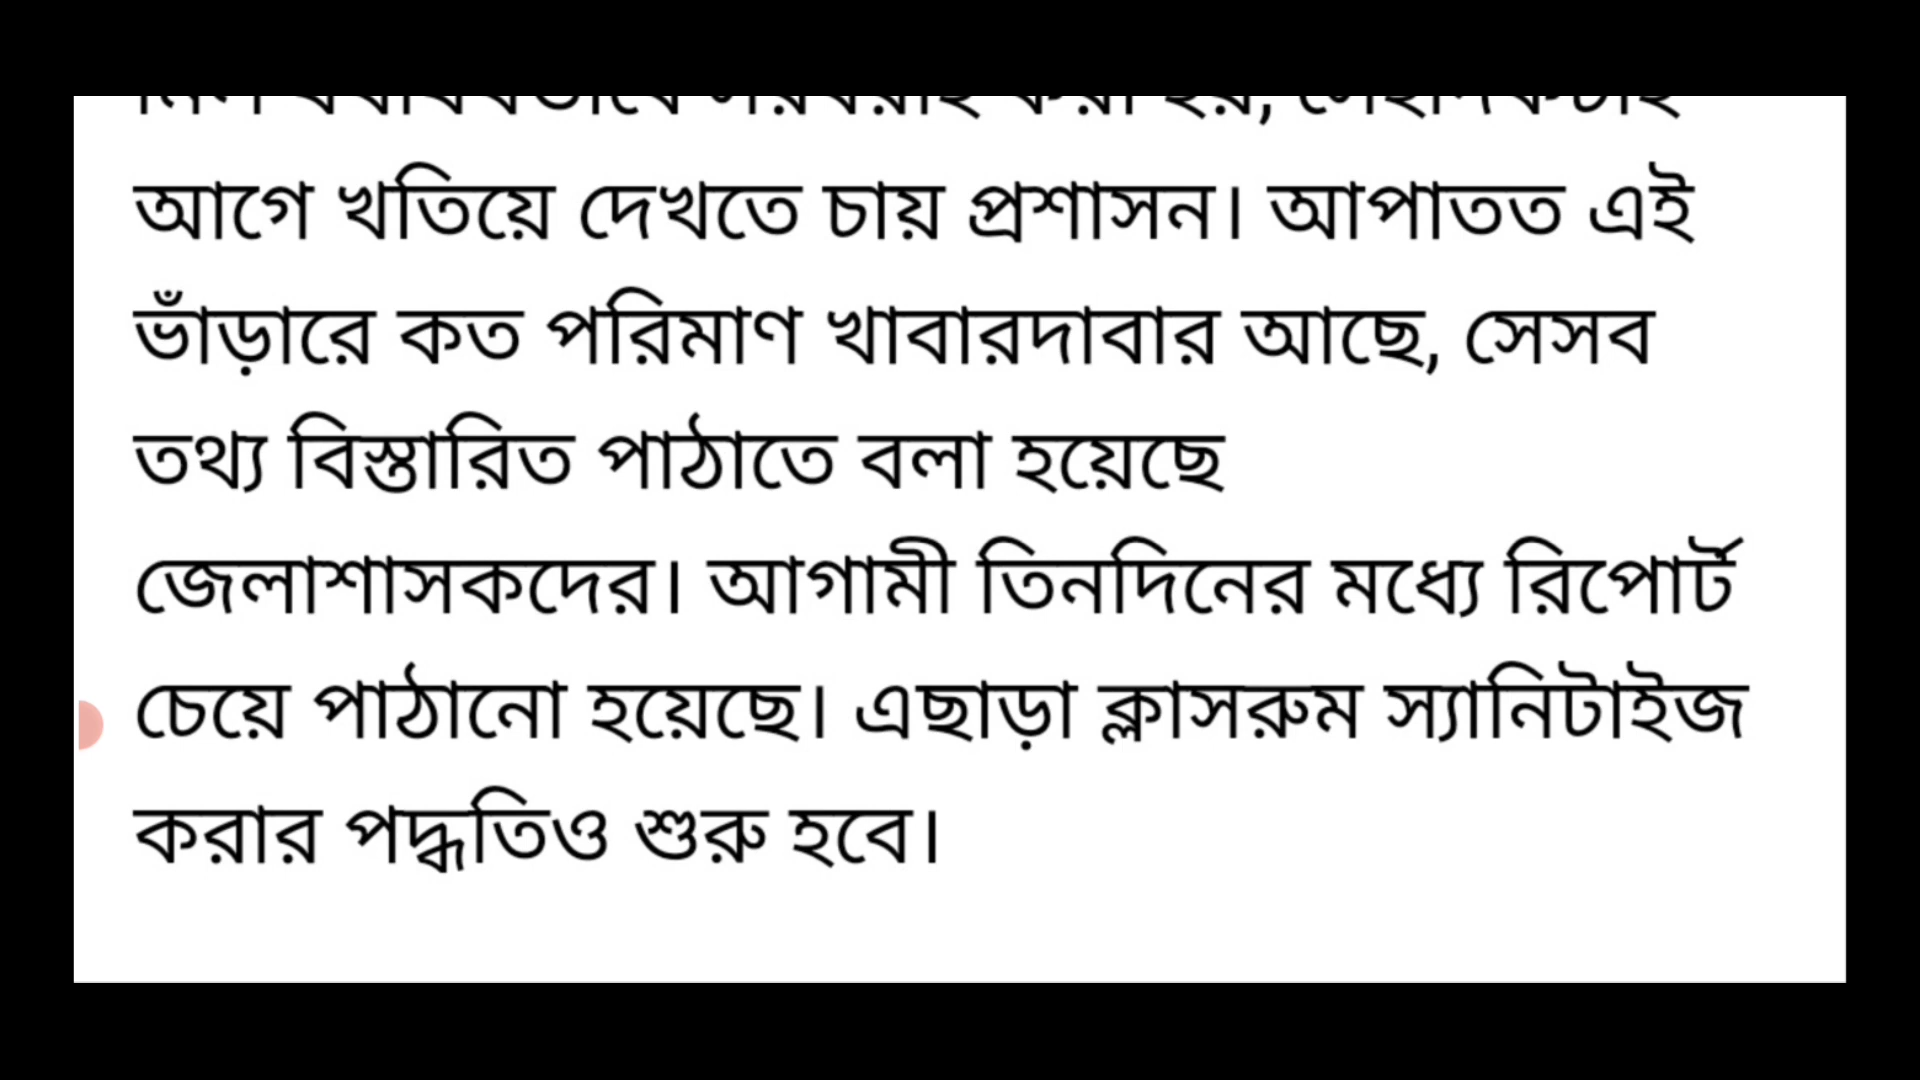 আগে খতিয়ে দেখতে চায় প্রশাসন। আপাতত এই
ভাঁড়ারে কত পরিমাণ খাবারদাবার আছে, সেসব
তথ্য বিস্তারিত পাঠাতে বলা হয়েছে
জেলাশাসকদের। আগামী তিনদিনের মধ্যে রিপোর্ট
চেয়ে পাঠানো হয়েছে। এছাড়া ক্লাসরুম স্যানিটাইজ
করার পদ্ধতিও শুরু হবে।